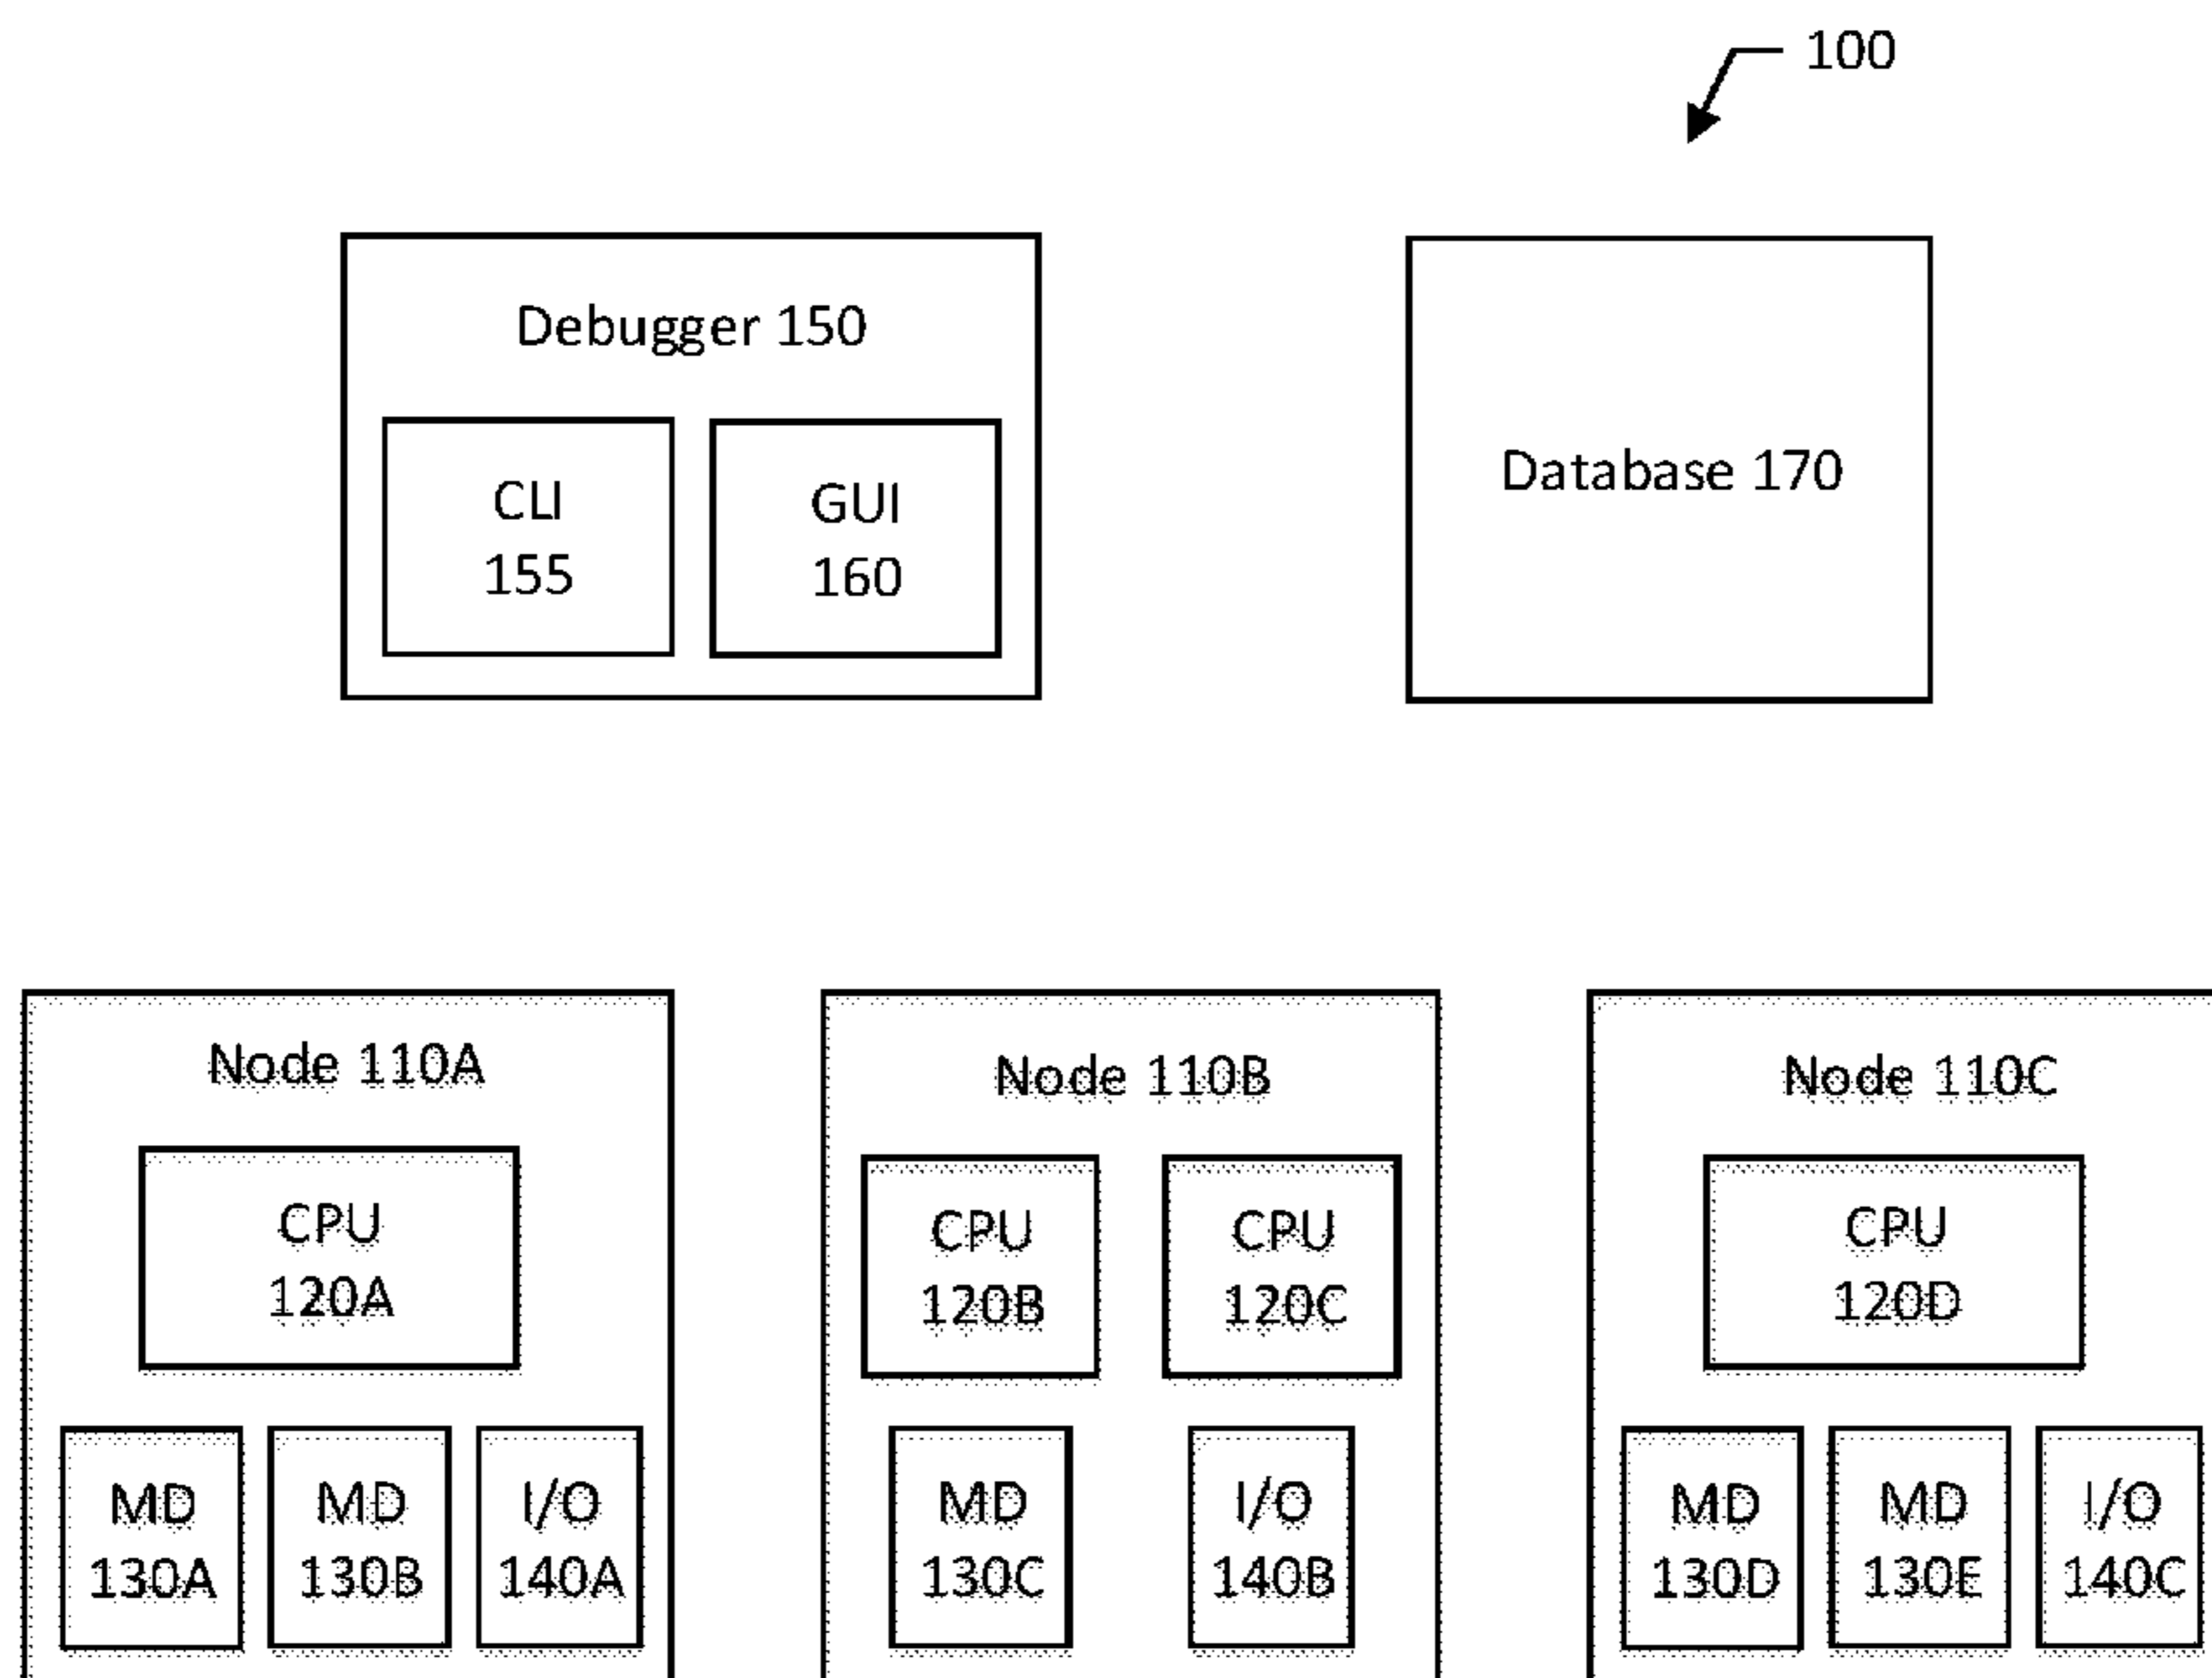 100
Debugger 150
CLI
155
GUI
160
Database 170
Node 110A
CPU
120A
MD
130A
MD
130B
I/O
140A
Node 110B
CPU
120B
CPU
120C
MD
130C
I/O
140B
Node 110C
CPU
120D
MD
130D
MD
130E
I/O
140C